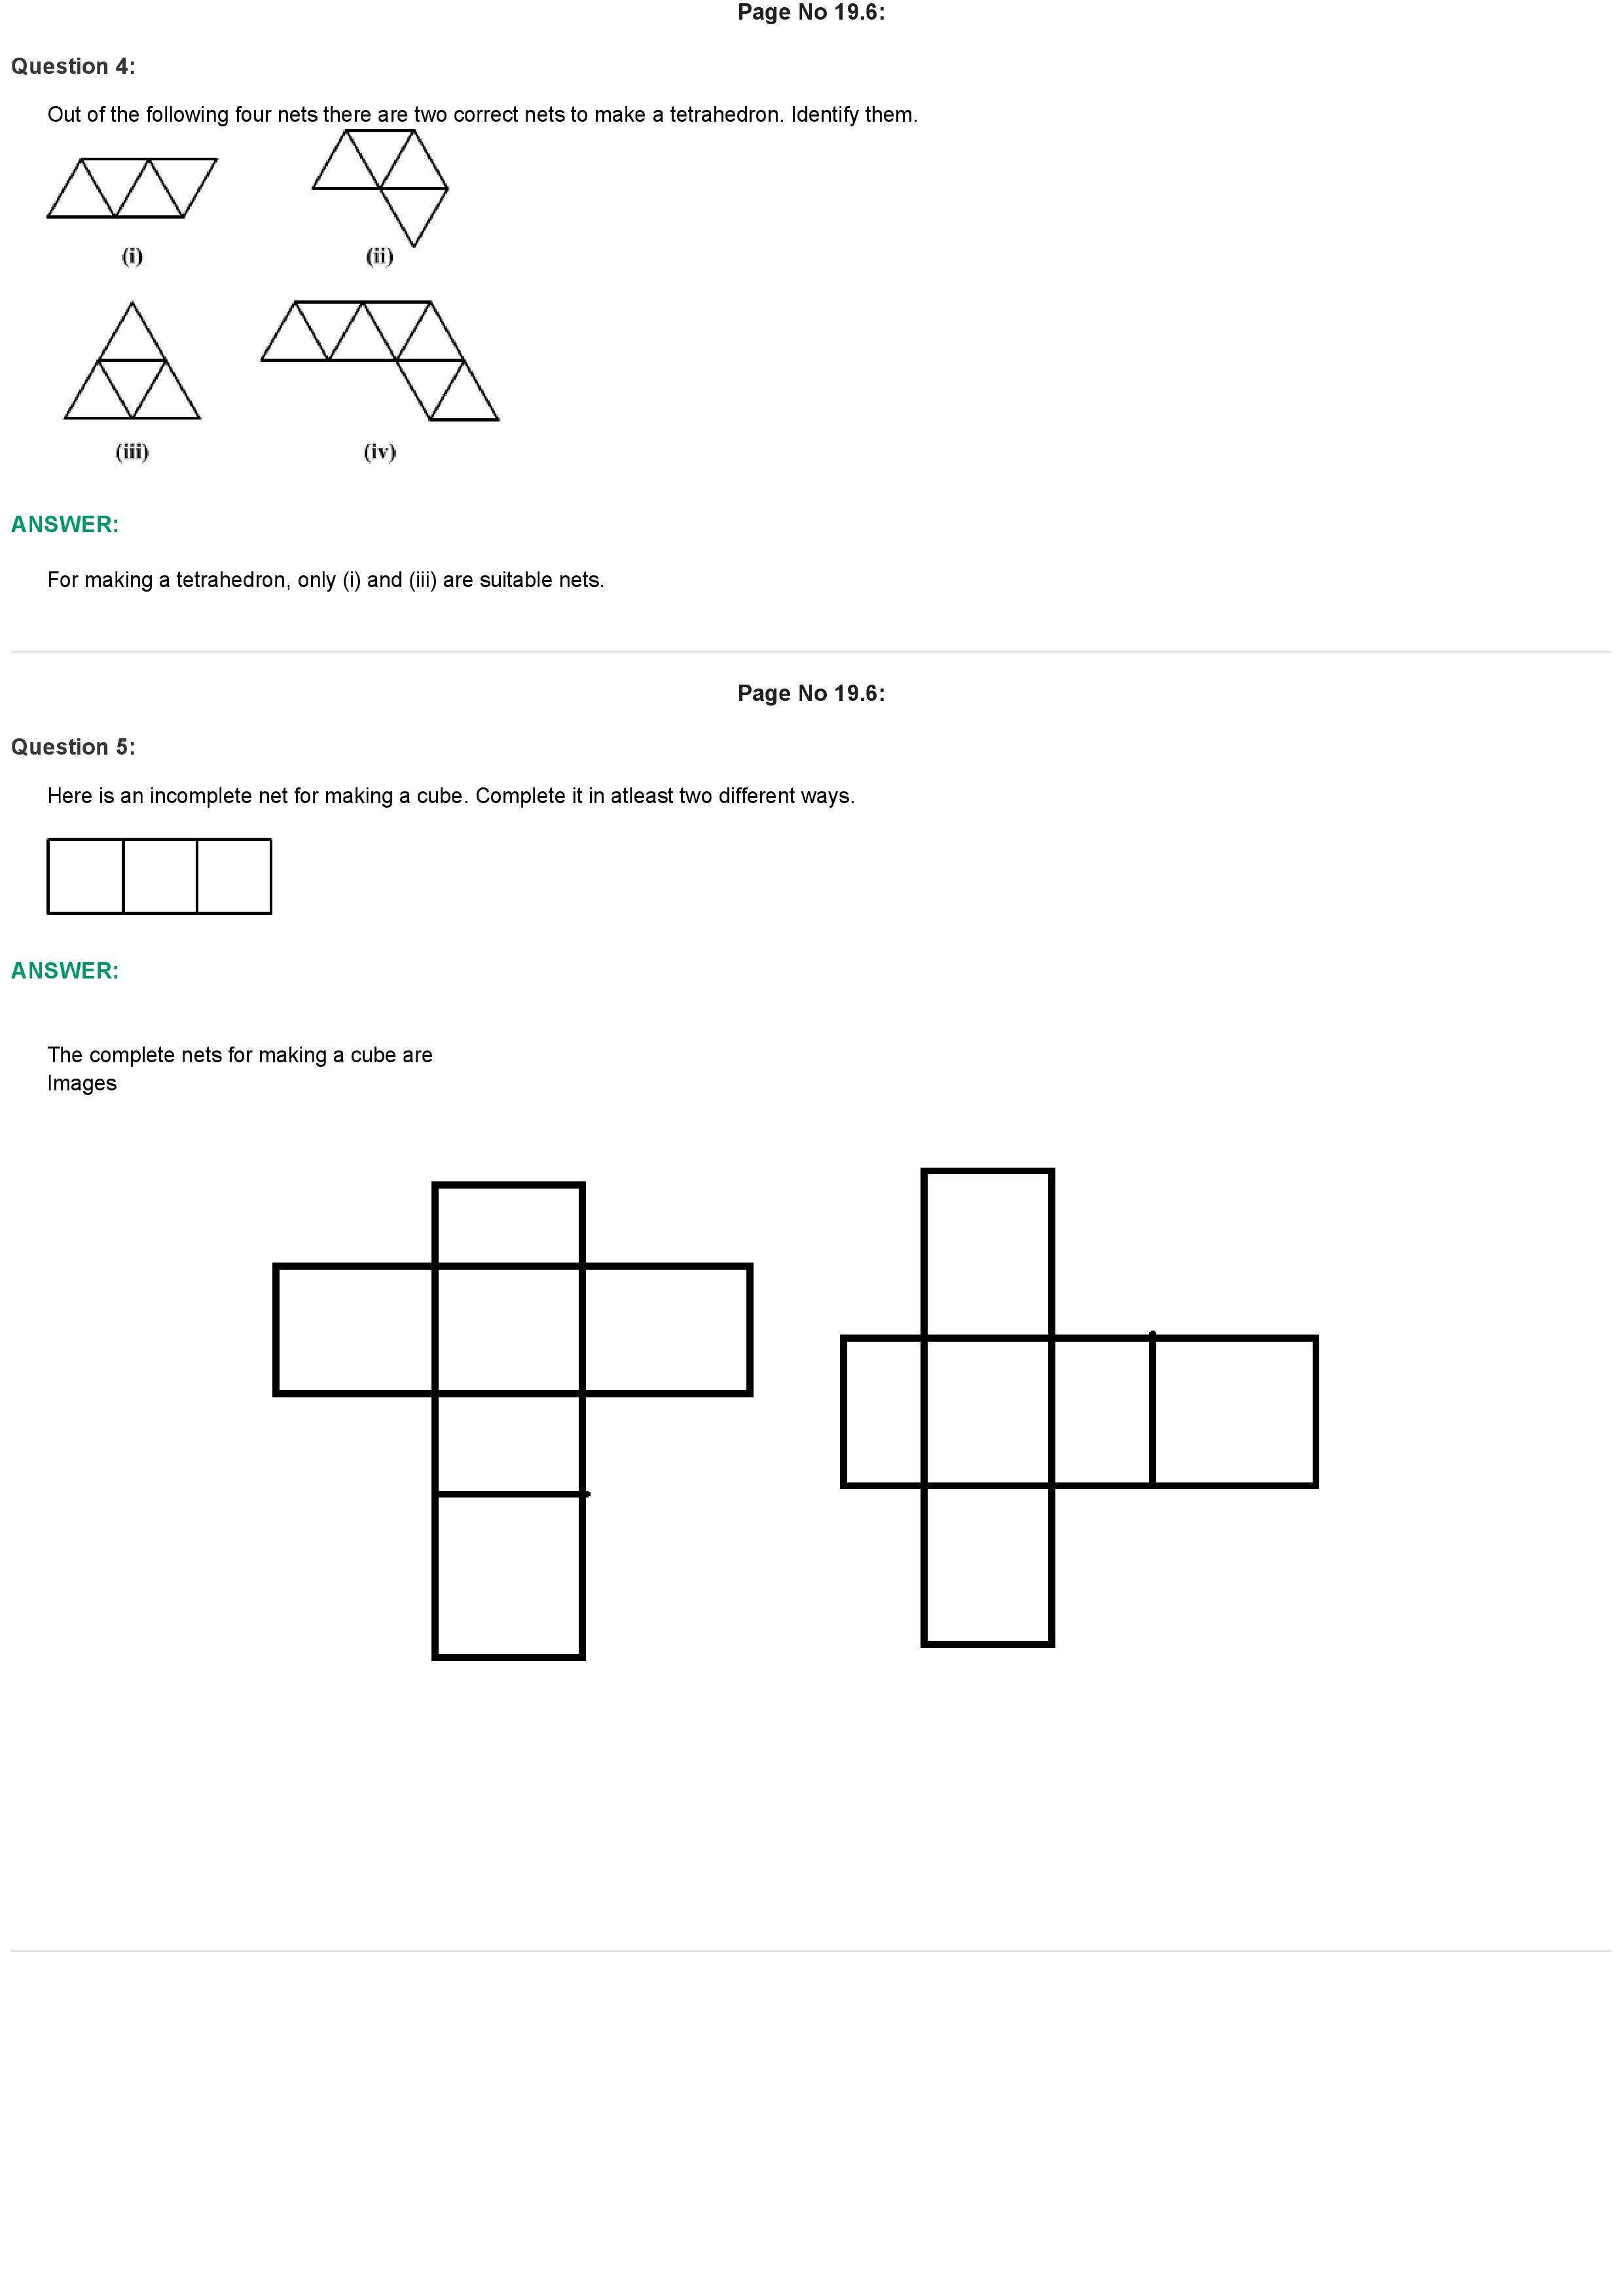 Page No 19.6:
Question 4:
Out of the following four nets there are two correct nets to make a tetrahedron. Identify them.
(i)
(ii)
(iii)
(iv)
ANSWER:
For making a tetrahedron, only (i) and (iii) are suitable nets.
Page No 19.6:
Question 5:
Here is an incomplete net for making a cube. Complete it in atleast two different ways.
ANSWER:
The complete nets for making a cube are
Images